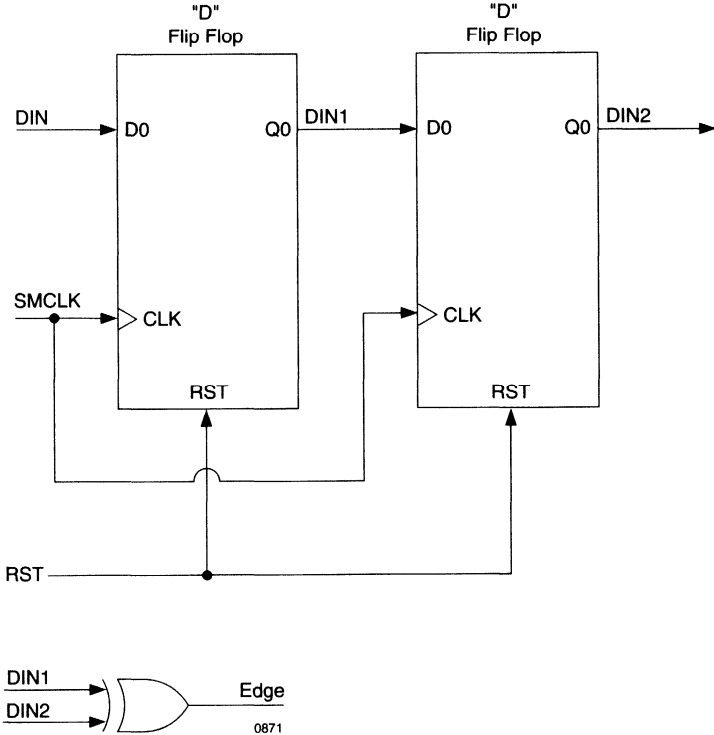 "D"
Flip Flop
"D"
Flip Flop
DIN
D0
Q0
DIN1
D0
Q0
DIN2
SMCLK
CLK
CLK
RST
RST
RST
DIN1
DIN2
Edge
0871